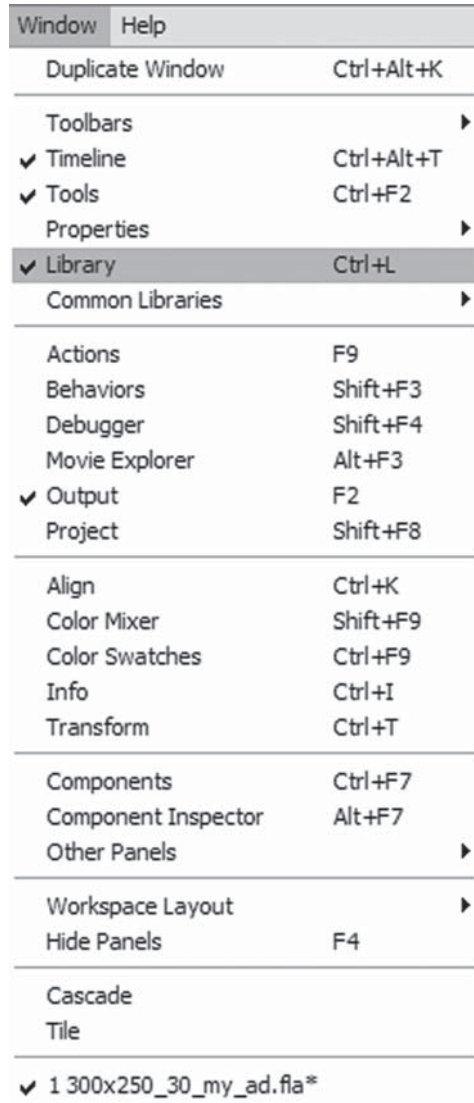 Window Help
Duplicate Window Ctrl+Alt+K
Toolbars
Timeline Ctrl+Alt+T
Tools Ctrl+F2
Properties
Library Ctrl+L
Common Libraries
Actions F9
Behaviors Shift+F3
Debugger Shift+F4
Movie Explorer Alt+F3
Output F2
Project Shift+F8
Align Ctrl+K
Color Mixer Shift+F9
Color Swatches Ctrl+F9
Info Ctrl+I
Transform Ctrl+T
Components Ctrl+F7
Component Inspector Alt+F7
Other Panels
Workspace Layout
Hide Panels F4
Cascade
Tile
1 300x250_30_my_ad.fla*